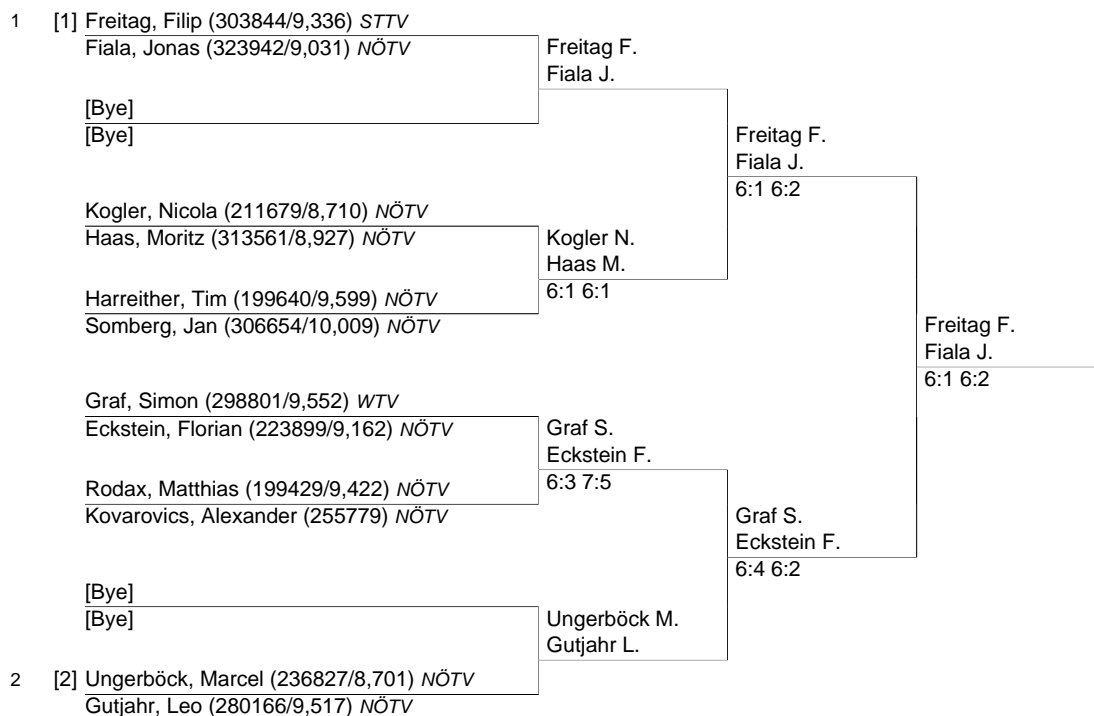 1 [1] Freitag, Filip (303844/9,336) STTV
Fiala, Jonas (323942/9,031) NÖTV
Freitag F.
Fiala J.
[Bye]
[Bye]
Freitag F.
Fiala J.
6:1 6:2
Kogler, Nicola (211679/8,710) NÖTV
Haas, Moritz (313561/8,927) NÖTV
Kogler N.
Haas M.
6:1 6:1
Harreither, Tim (199640/9,599) NÖTV
Somberg, Jan (306654/10,009) NÖTV
Freitag F.
Fiala J.
6:1 6:2
Graf, Simon (298801/9,552) WTV
Eckstein, Florian (223899/9,162) NÖTV
Graf S.
Eckstein F.
6:3 7:5
Rodax, Matthias (199429/9,422) NÖTV
Kovarovics, Alexander (255779) NÖTV
Graf S.
Eckstein F.
6:4 6:2
[Bye]
[Bye]
Ungerböck M.
Gutjahr L.
2 [2] Ungerböck, Marcel (236827/8,701) NÖTV
Gutjahr, Leo (280166/9,517) NÖTV